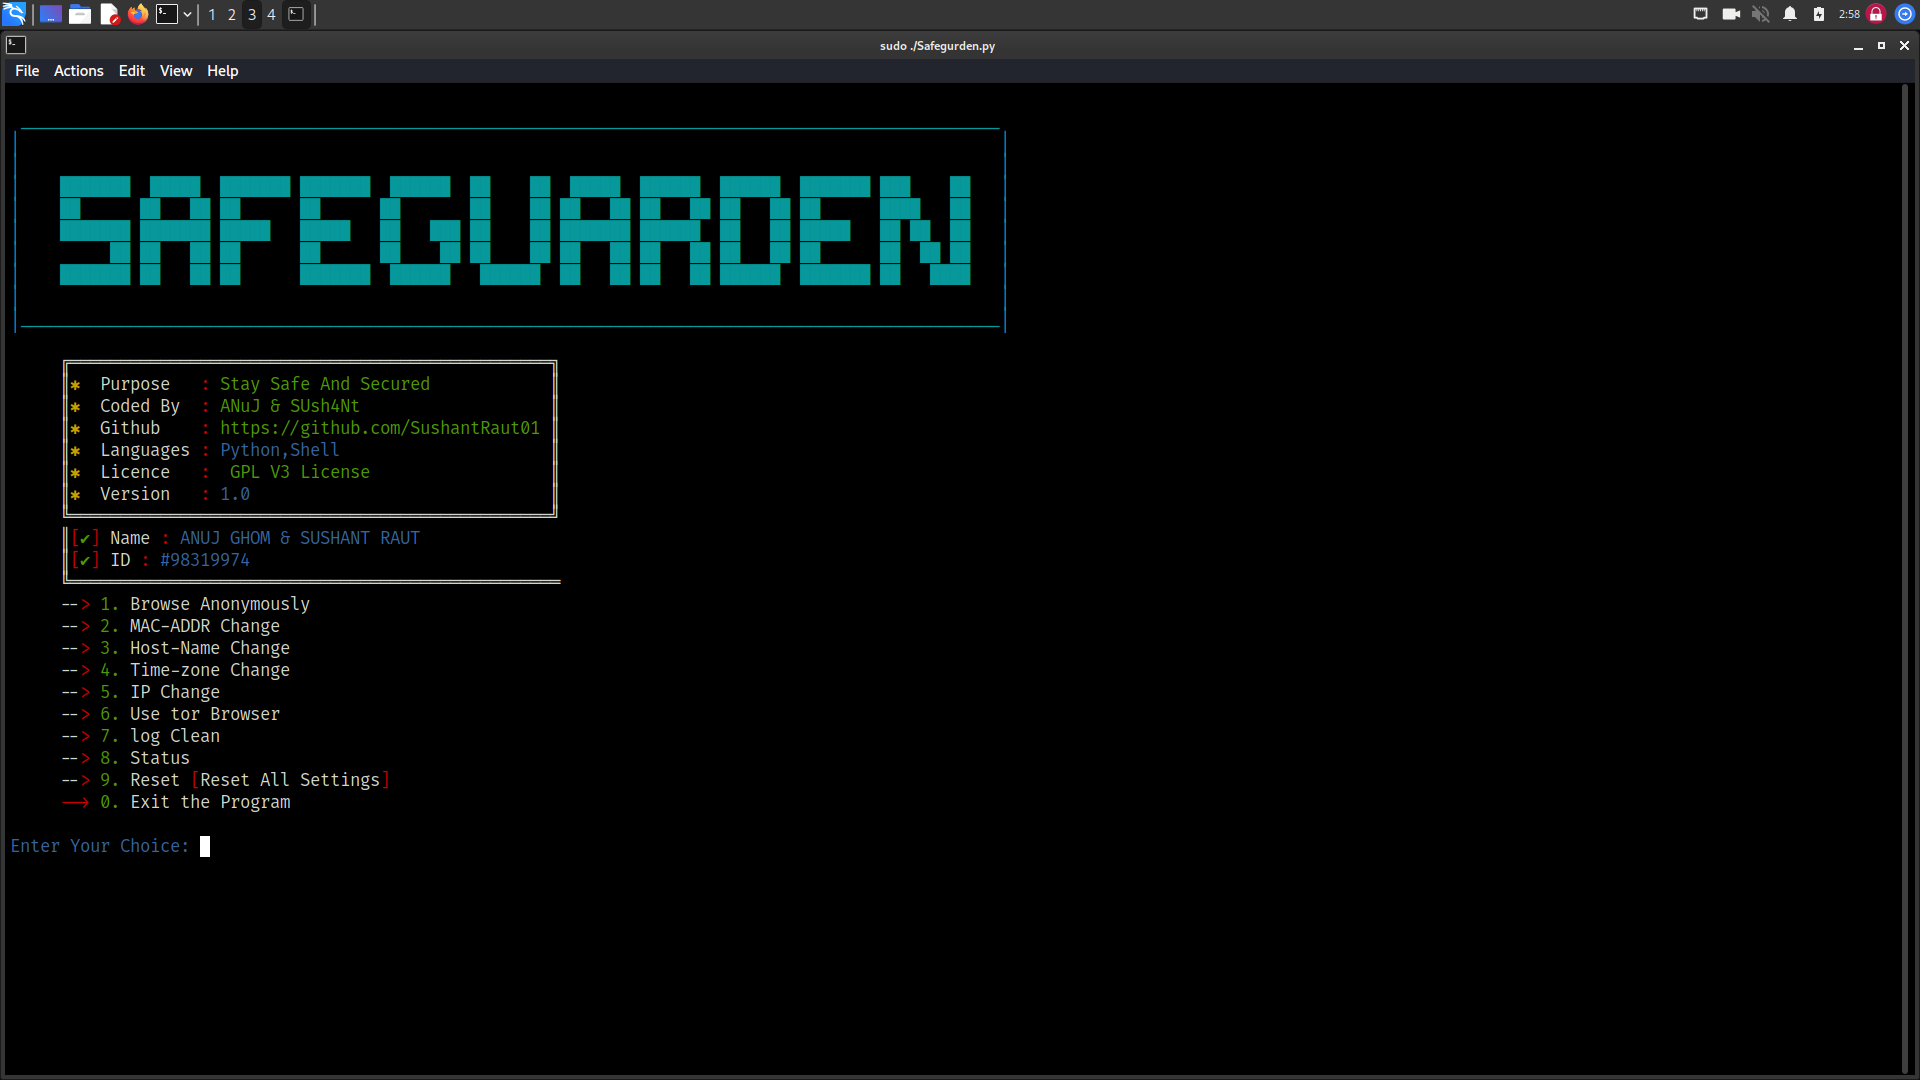 1 2 3 4
2:58
sudo ./Safegurden.py
File Actions Edit View Help
SAFEGUARDEN
✱ Purpose : Stay Safe And Secured
✱ Coded By : ANuJ & SUsh4Nt
✱ Github : https://github.com/SushantRaut01
✱ Languages : Python,Shell
✱ Licence : GPL V3 License
✱ Version : 1.0
[✔] Name : ANUJ GHOM & SUSHANT RAUT
[✔] ID : #98319974
--> 1. Browse Anonymously
--> 2. MAC-ADDR Change
--> 3. Host-Name Change
--> 4. Time-zone Change
--> 5. IP Change
--> 6. Use tor Browser
--> 7. log Clean
--> 8. Status
--> 9. Reset [Reset All Settings]
--> 0. Exit the Program
Enter Your Choice: